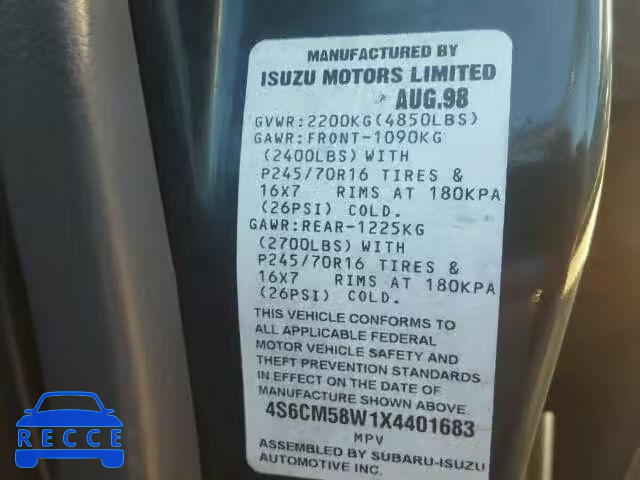 MANUFACTURED BY
ISUZU MOTORS LIMITED
AUG.98
GVWR:2200KG(4850LBS)
GAWR:FRONT-1090KG
(2400LBS) WITH
P245/70R16 TIRES &
16X7 RIMS AT 180KPA
(26PSI) COLD.
GAWR:REAR-1225KG
(2700LBS) WITH
P245/70R16 TIRES &
16X7 RIMS AT 180KPA
(26PSI) COLD.
THIS VEHICLE CONFORMS TO
ALL APPLICABLE FEDERAL
MOTOR VEHICLE SAFETY AND
THEFT PREVENTION STANDARDS
IN EFFECT ON THE DATE OF
MANUFACTURE SHOWN ABOVE.
4S6CM58W1X4401683
MPV
ASSEMBLED BY SUBARU-ISUZU
AUTOMOTIVE INC.
RECCE